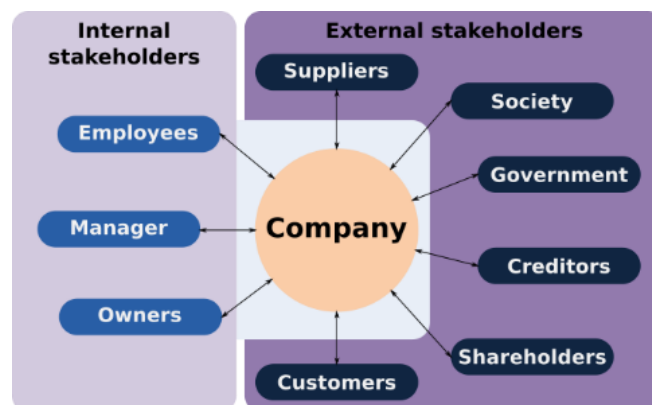 Internal
stakeholders
External stakeholders
Suppliers
Employees
Society
Manager
Company
Government
Owners
Creditors
Shareholders
Customers